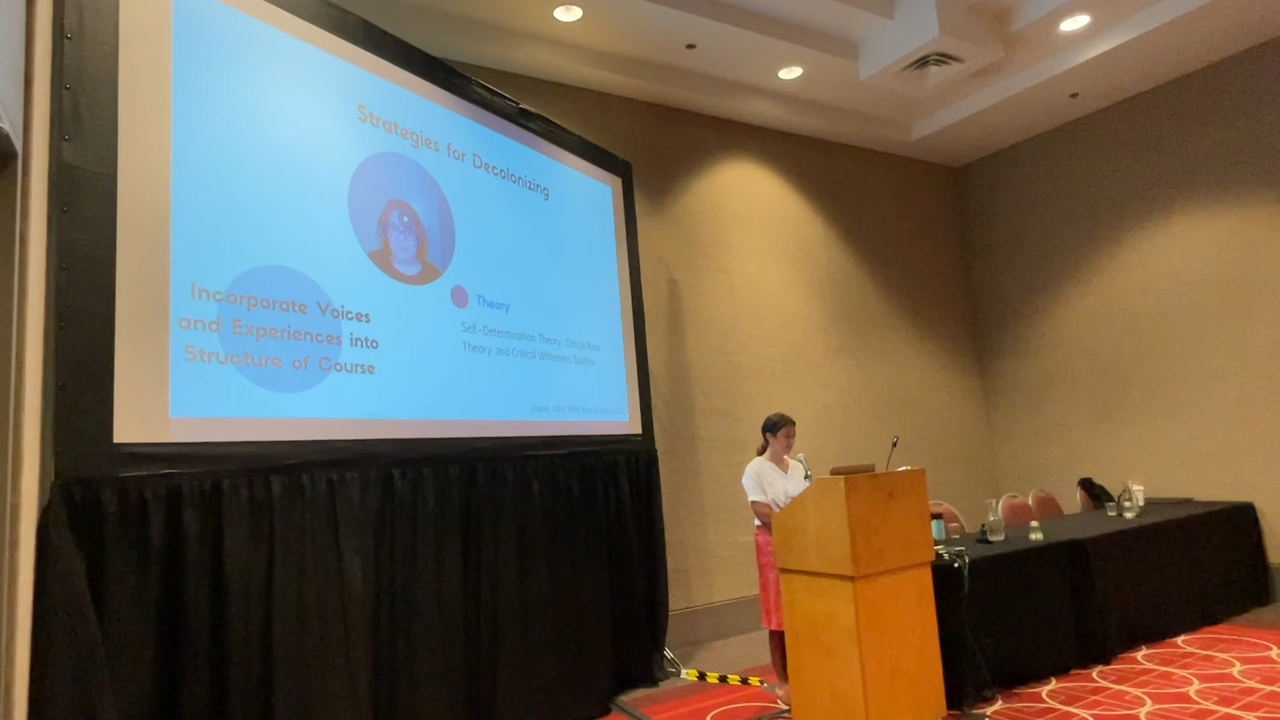 Strategies for Decolonizing
Incorporate Voices
and Experiences into
Structure of Course
Theory
Self-Determination Theory, Critical Race
Theory and Critical Whiteness Studies